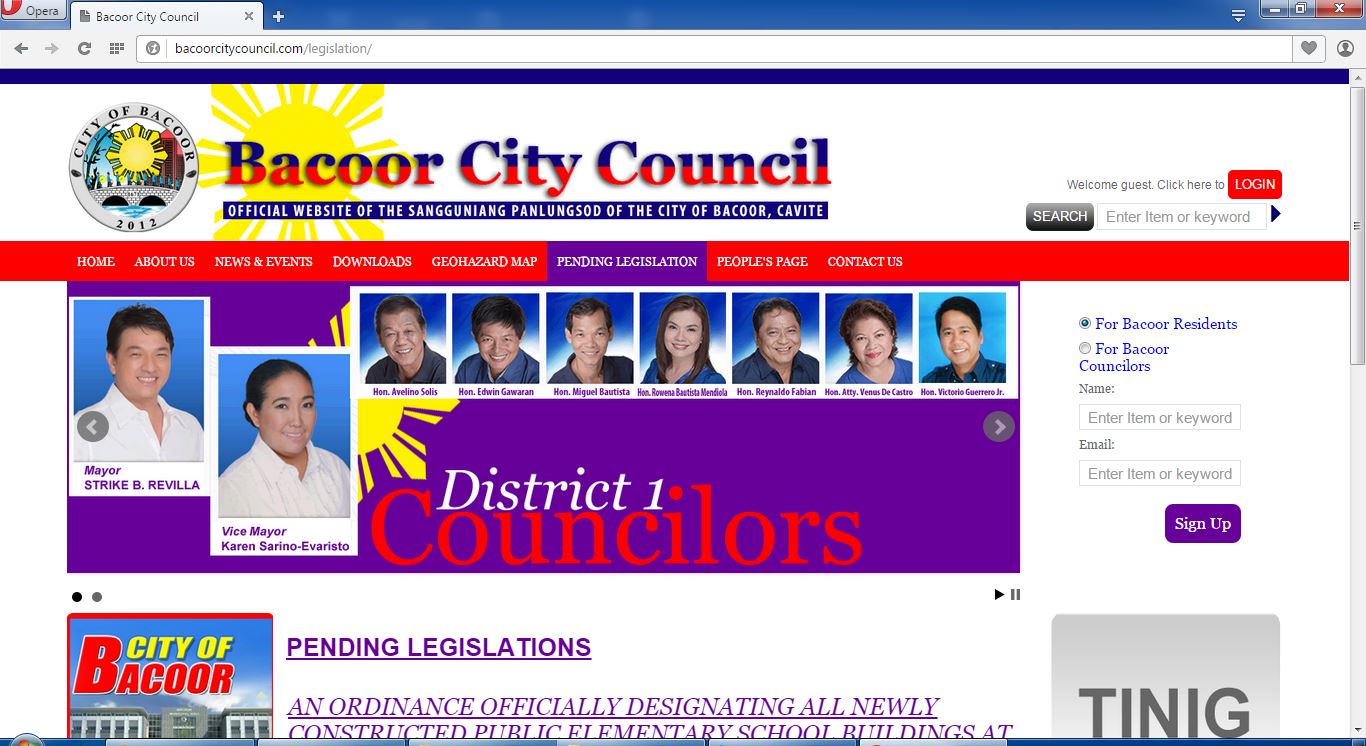 Opera
Bacoor City Council
bacoorcitycouncil.com/legislation/
CITY OF BACOOR
2012
Bacoor City Council
OFFICIAL WEBSITE OF THE SANGGUNIANG PANLUNGSOD OF THE CITY OF BACOOR, CAVITE
Welcome guest. Click here to LOGIN
SEARCH Enter Item or keyword
HOME ABOUT US NEWS & EVENTS DOWNLOADS GEOHAZARD MAP PENDING LEGISLATION PEOPLE'S PAGE CONTACT US
Hon. Avelino Solis Hon. Edwin Gawaran Hon. Miguel Bautista Hon. Rowena Bautista Mendiola Hon. Reynaldo Fabian Hon. Atty. Venus De Castro Hon. Victorio Guerrero Jr.
Mayor
STRIKE B. REVILLA
Vice Mayor
Karen Sarino-Evaristo
District 1
Councilors
For Bacoor Residents
For Bacoor
Councilors
Name:
Enter Item or keyword
Email:
Enter Item or keyword
Sign Up
CITY OF
BACOOR
PENDING LEGISLATIONS
AN ORDINANCE OFFICIALLY DESIGNATING ALL NEWLY
CONSTRUCTED PUBLIC ELEMENTARY SCHOOL BUILDINGS AT
TINIG